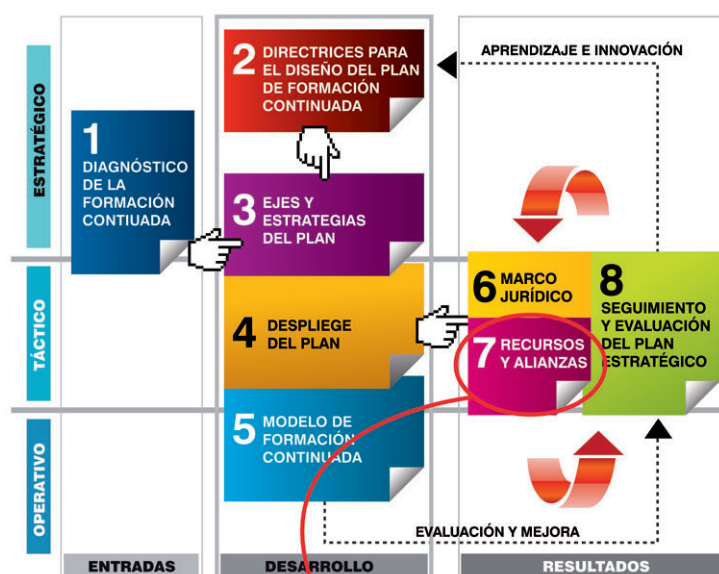 ESTRATÉGICO
TÁCTICO
OPERATIVO
1
DIAGNÓSTICO
DE LA
FORMACIÓN
CONTIUADA
2
DIRECTRICES PARA
EL DISEÑO DEL PLAN
DE FORMACIÓN
CONTINUADA
3
EJES Y
ESTRATEGIAS
DEL PLAN
4
DESPLIEGE
DEL PLAN
5
MODELO DE
FORMACIÓN
CONTINUADA
APRENDIZAJE E INNOVACIÓN
6
MARCO
JURÍDICO
7
RECURSOS
Y ALIANZAS
8
SEGUIMIENTO
Y EVALUACIÓN
DEL PLAN
ESTRATÉGICO
EVALUACIÓN Y MEJORA
ENTRADAS
DESARROLLO
RESULTADOS